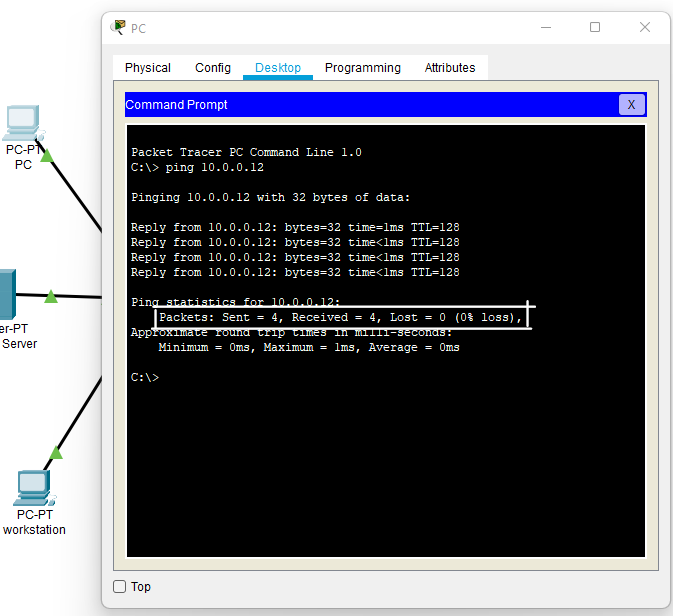 PC
Physical Config Desktop Programming Attributes
Command Prompt X
Packet Tracer PC Command Line 1.0
C:\> ping 10.0.0.12
Pinging 10.0.0.12 with 32 bytes of data:
Reply from 10.0.0.12: bytes=32 time=1ms TTL=128
Reply from 10.0.0.12: bytes=32 time<1ms TTL=128
Reply from 10.0.0.12: bytes=32 time<1ms TTL=128
Reply from 10.0.0.12: bytes=32 time<1ms TTL=128
Ping statistics for 10.0.0.12:
Packets: Sent = 4, Received = 4, Lost = 0 (0% loss),
Approximate round trip times in milli-seconds:
Minimum = 0ms, Maximum = 1ms, Average = 0ms
C:\>
Top
PC-PT
PC
er-PT
Server
PC-PT
workstation